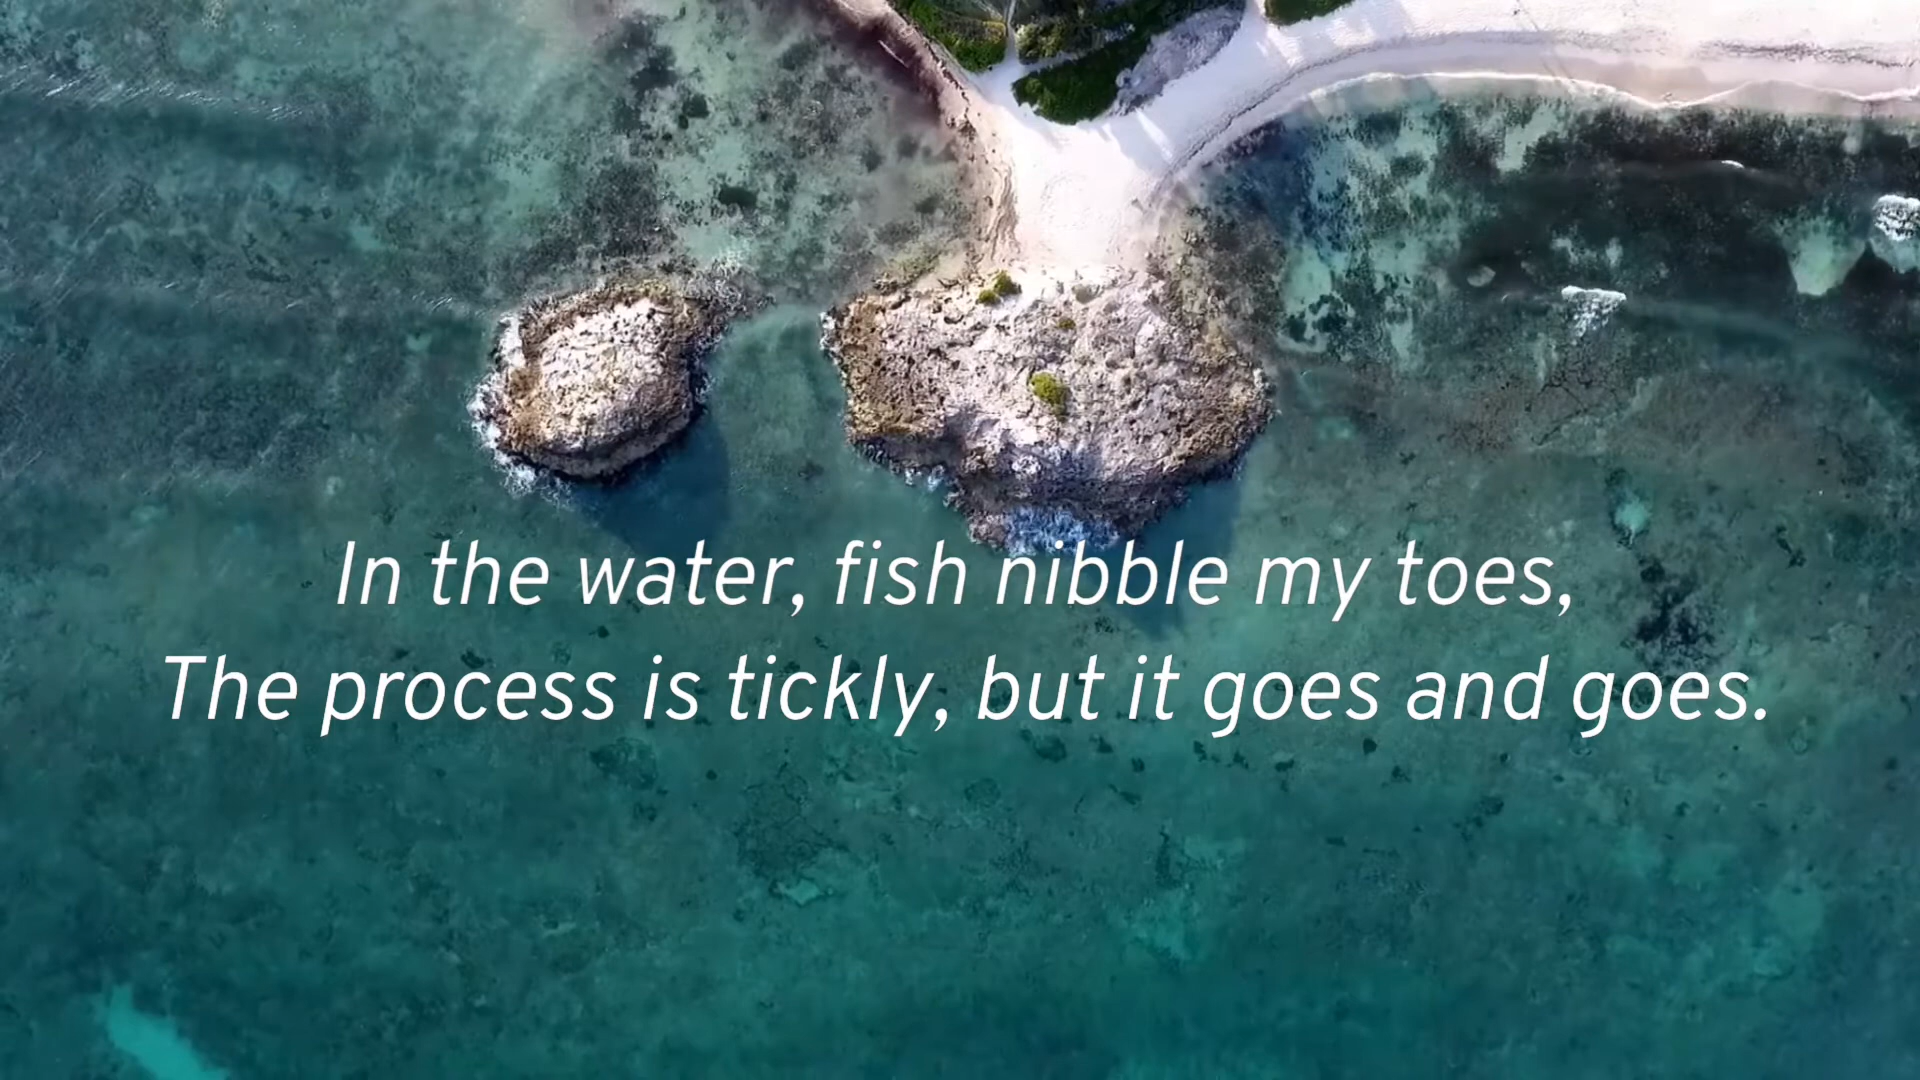 In the water, fish nibble my toes,
The process is tickly, but it goes and goes.